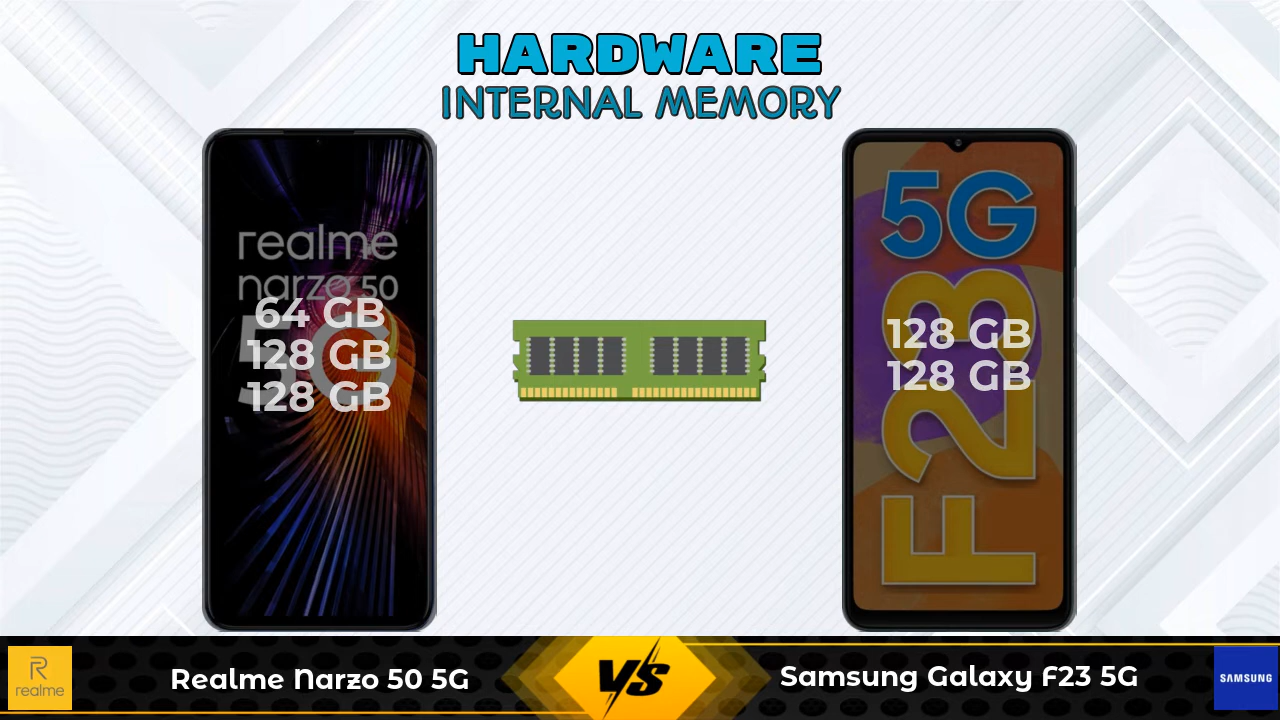 HARDWARE
INTERNAL MEMORY
realme
narzo 50
5G
64 GB
128 GB
128 GB
5G
F23
128 GB
128 GB
realme
Realme Narzo 50 5G
VS
Samsung Galaxy F23 5G
SAMSUNG